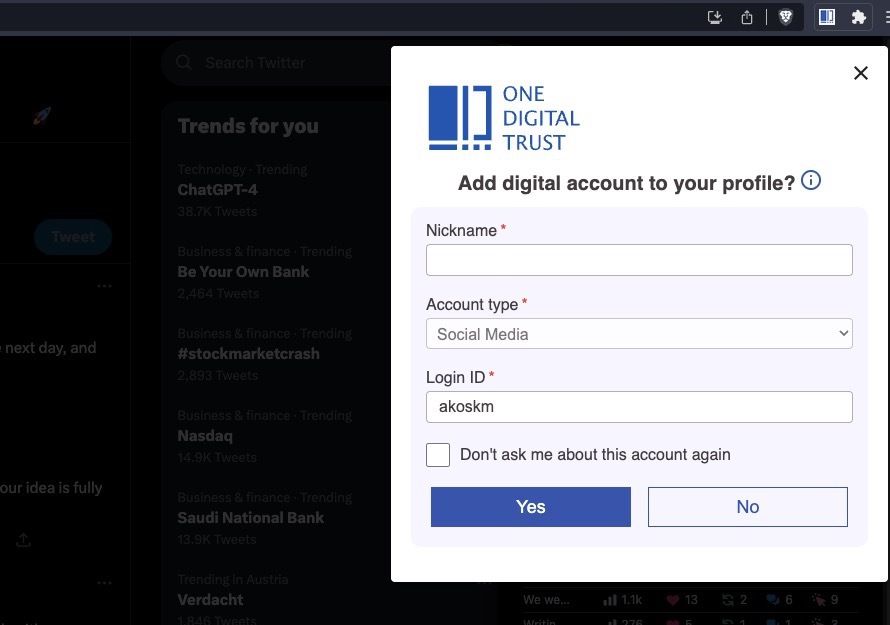 Search Twitter
Trends for you
Technology · Trending
ChatGPT-4
38.7K Tweets
Business & finance · Trending
Be Your Own Bank
2,464 Tweets
Business & finance · Trending
#stockmarketcrash
2,893 Tweets
Business & finance · Trending
Nasdaq
14.9K Tweets
Business & finance · Trending
Saudi National Bank
13.9K Tweets
Trending in Austria
Verdacht
1,846 Tweets
Tweet
next day, and
our idea is fully
ONE
DIGITAL
TRUST
Add digital account to your profile?
Nickname *
Account type *
Social Media
Login ID *
akoskm
Don't ask me about this account again
Yes
No
We we... 1.1k 13 2 6 9
276 5 1 1 3